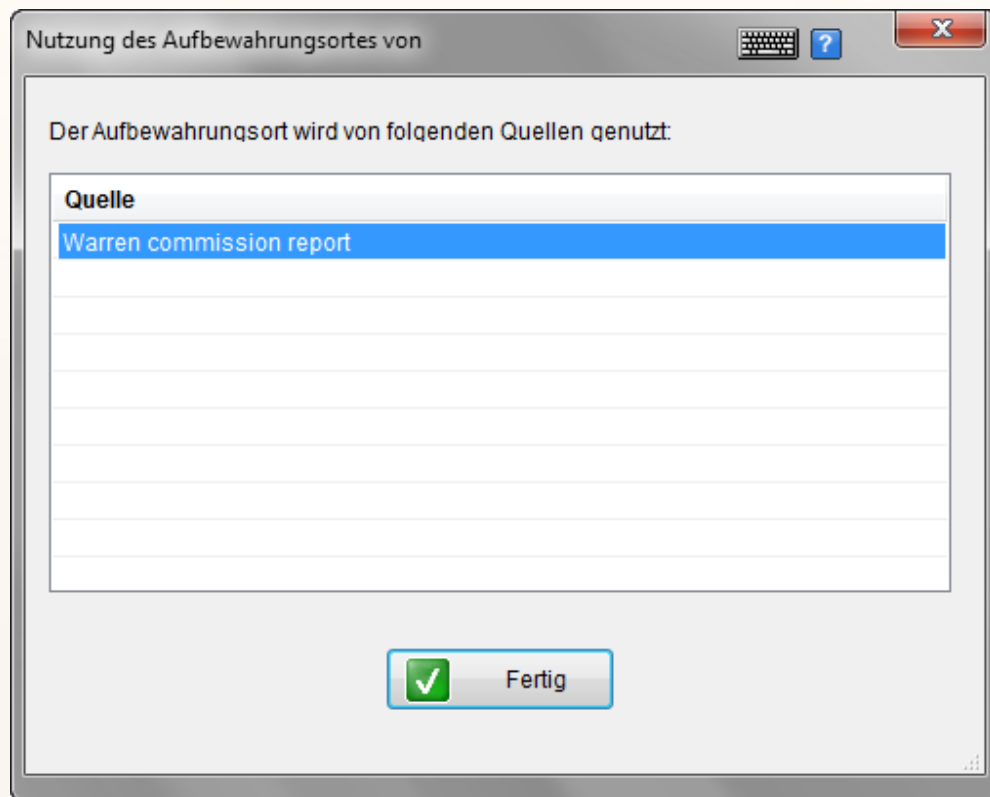 Nutzung des Aufbewahrungsortes von
?
X
Der Aufbewahrungsort wird von folgenden Quellen genutzt:
Quelle
Warren commission report
Fertig